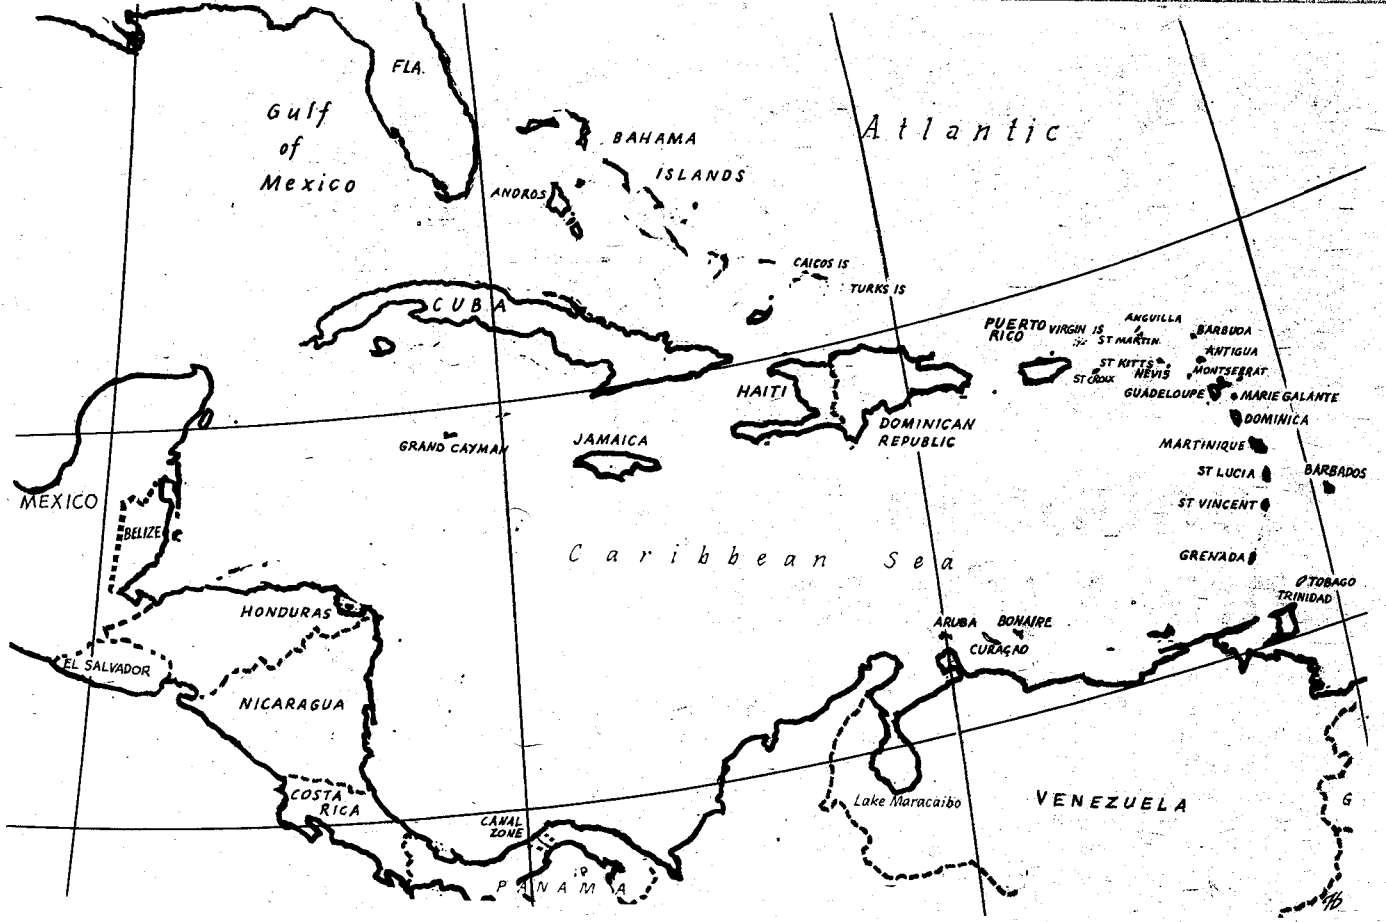 FLA.
Gulf
of
Mexico
Atlantic
BAHAMA
ISLANDS
ANDROS
CAICOS IS
TURKS IS
CUBA
PUERTO
RICO
VIRGIN IS
ANGUILLA
ST MARTIN
BARBUDA
ST KITTS
ANTIGUA
ST CROIX
NEVIS
MONTSERRAT
HAITI
GUADELOUPE
MARIE GALANTE
DOMINICAN
REPUBLIC
DOMINICA
GRAND CAYMAN
JAMAICA
MARTINIQUE
ST LUCIA
BARBADOS
MEXICO
ST VINCENT
BELIZE
Caribbean Sea
GRENADA
TOBAGO
TRINIDAD
HONDURAS
ARUBA
BONAIRE
CURAÇAO
EL SALVADOR
NICARAGUA
COSTA
RICA
Lake Maracaibo
VENEZUELA
G
CANAL
ZONE
PANAMA